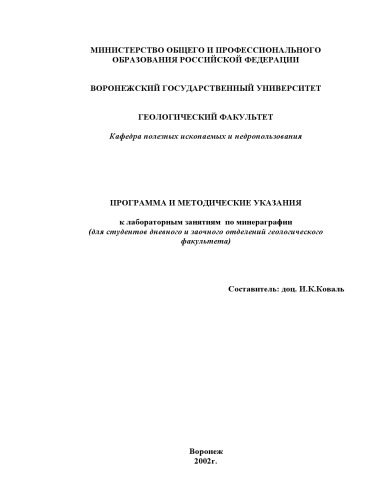 МИНИСТЕРСТВО ОБЩЕГО И ПРОФЕССИОНАЛЬНОГО
ОБРАЗОВАНИЯ РОССИЙСКОЙ ФЕДЕРАЦИИ
ВОРОНЕЖСКИЙ ГОСУДАРСТВЕННЫЙ УНИВЕРСИТЕТ
ГЕОЛОГИЧЕСКИЙ ФАКУЛЬТЕТ
Кафедра полезных ископаемых и недропользования
ПРОГРАММА И МЕТОДИЧЕСКИЕ УКАЗАНИЯ
к лабораторным занятиям по минераграфии
(для студентов дневного и заочного отделений геологического
факультета)
Составитель: доц. И.К.Коваль
Воронеж
2002г.